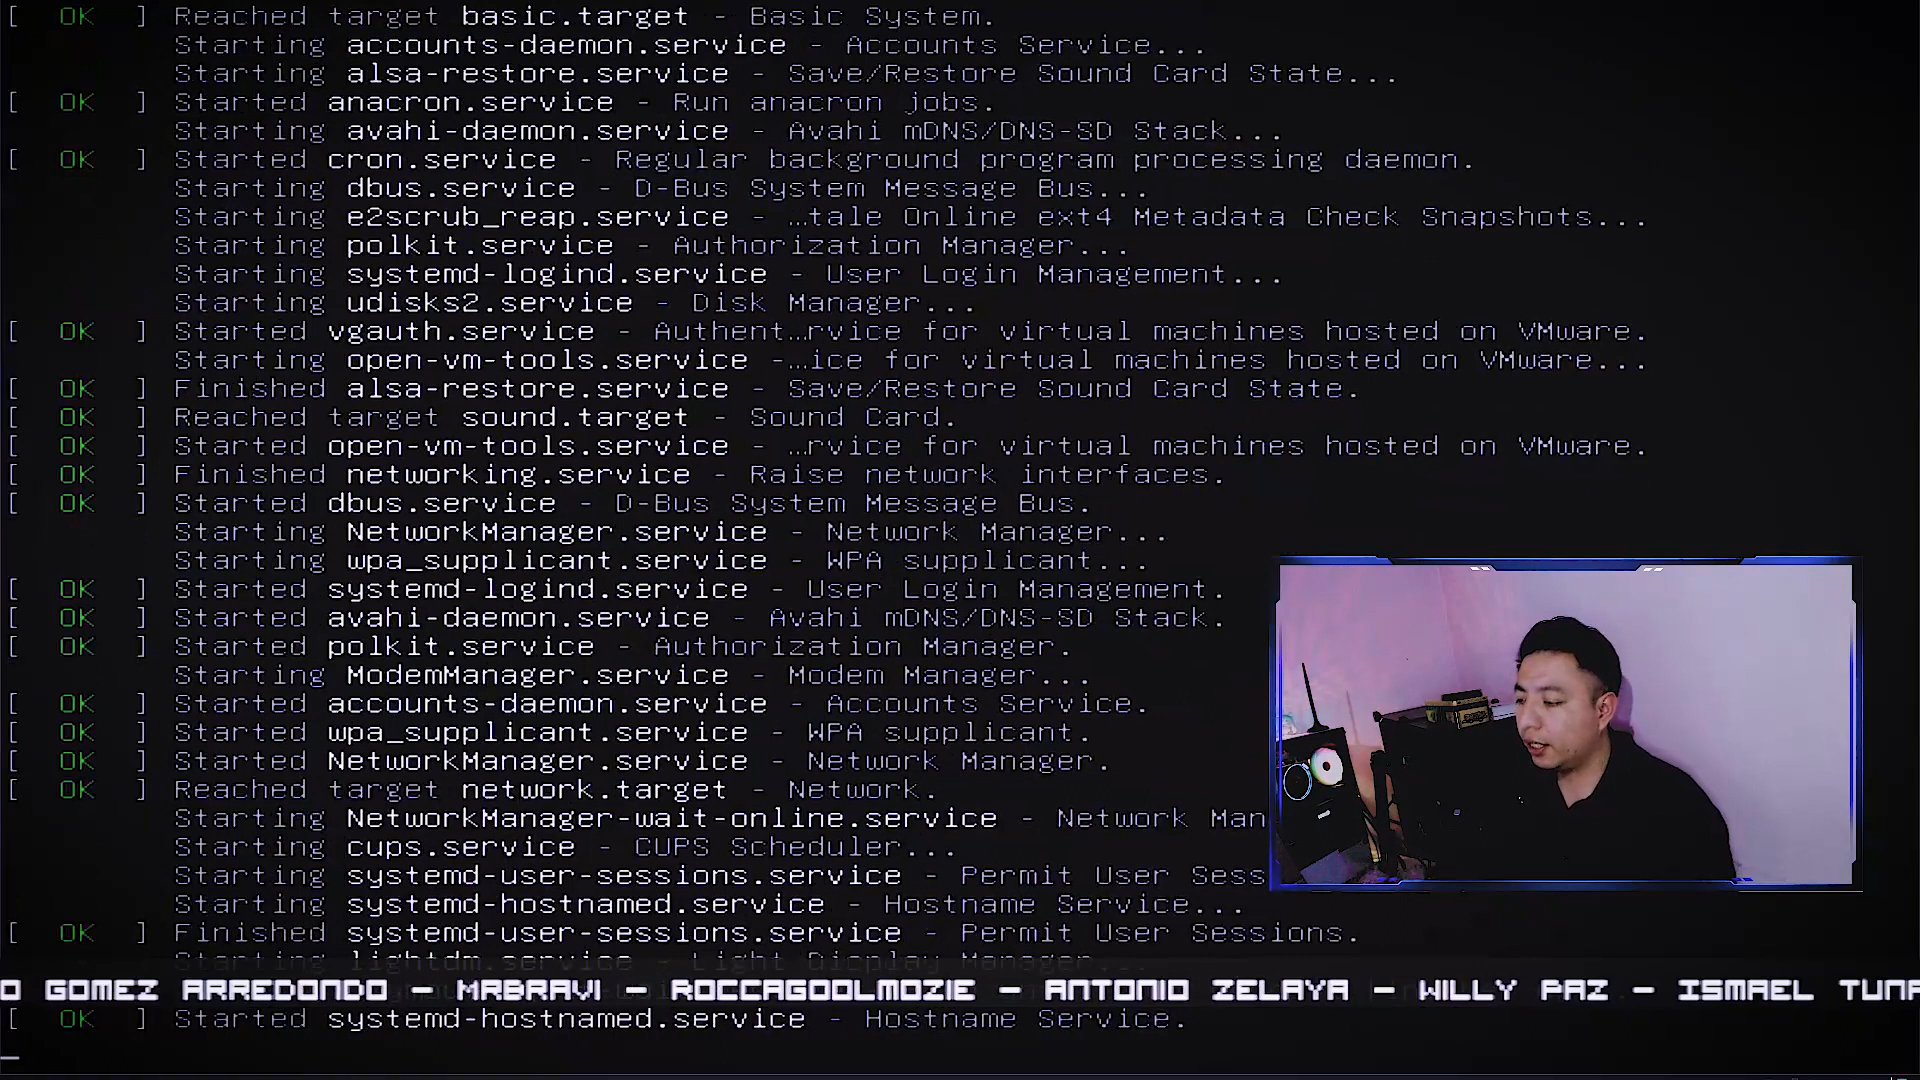 [  OK  ] Reached target basic.target - Basic System.
Starting accounts-daemon.service - Accounts Service...
Starting alsa-restore.service - Save/Restore Sound Card State...
[  OK  ] Started anacron.service - Run anacron jobs.
Starting avahi-daemon.service - Avahi mDNS/DNS-SD Stack...
[  OK  ] Started cron.service - Regular background program processing daemon.
Starting dbus.service - D-Bus System Message Bus...
Starting e2scrub_reap.service - …tale Online ext4 Metadata Check Snapshots...
Starting polkit.service - Authorization Manager...
Starting systemd-logind.service - User Login Management...
Starting udisks2.service - Disk Manager...
[  OK  ] Started vgauth.service - Authent…rvice for virtual machines hosted on VMware.
Starting open-vm-tools.service -…ice for virtual machines hosted on VMware...
[  OK  ] Finished alsa-restore.service - Save/Restore Sound Card State.
[  OK  ] Reached target sound.target - Sound Card.
[  OK  ] Started open-vm-tools.service - …rvice for virtual machines hosted on VMware.
[  OK  ] Finished networking.service - Raise network interfaces.
[  OK  ] Started dbus.service - D-Bus System Message Bus.
Starting NetworkManager.service - Network Manager...
Starting wpa_supplicant.service - WPA supplicant...
[  OK  ] Started systemd-logind.service - User Login Management.
[  OK  ] Started avahi-daemon.service - Avahi mDNS/DNS-SD Stack.
[  OK  ] Started polkit.service - Authorization Manager.
Starting ModemManager.service - Modem Manager...
[  OK  ] Started accounts-daemon.service - Accounts Service.
[  OK  ] Started wpa_supplicant.service - WPA supplicant.
[  OK  ] Started NetworkManager.service - Network Manager.
[  OK  ] Reached target network.target - Network.
Starting NetworkManager-wait-online.service - Network Man
Starting cups.service - CUPS Scheduler...
Starting systemd-user-sessions.service - Permit User Sess
Starting systemd-hostnamed.service - Hostname Service...
[  OK  ] Finished systemd-user-sessions.service - Permit User Sessions.
Starting lightdm.service - Light Display Manager...
O GOMEZ ARREDONDO - MRBRAVI - ROCCAGOOLMOZIE - ANTONIO ZELAYA - WILLY PAZ - ISMAEL
[  OK  ] Started systemd-hostnamed.service - Hostname Service.